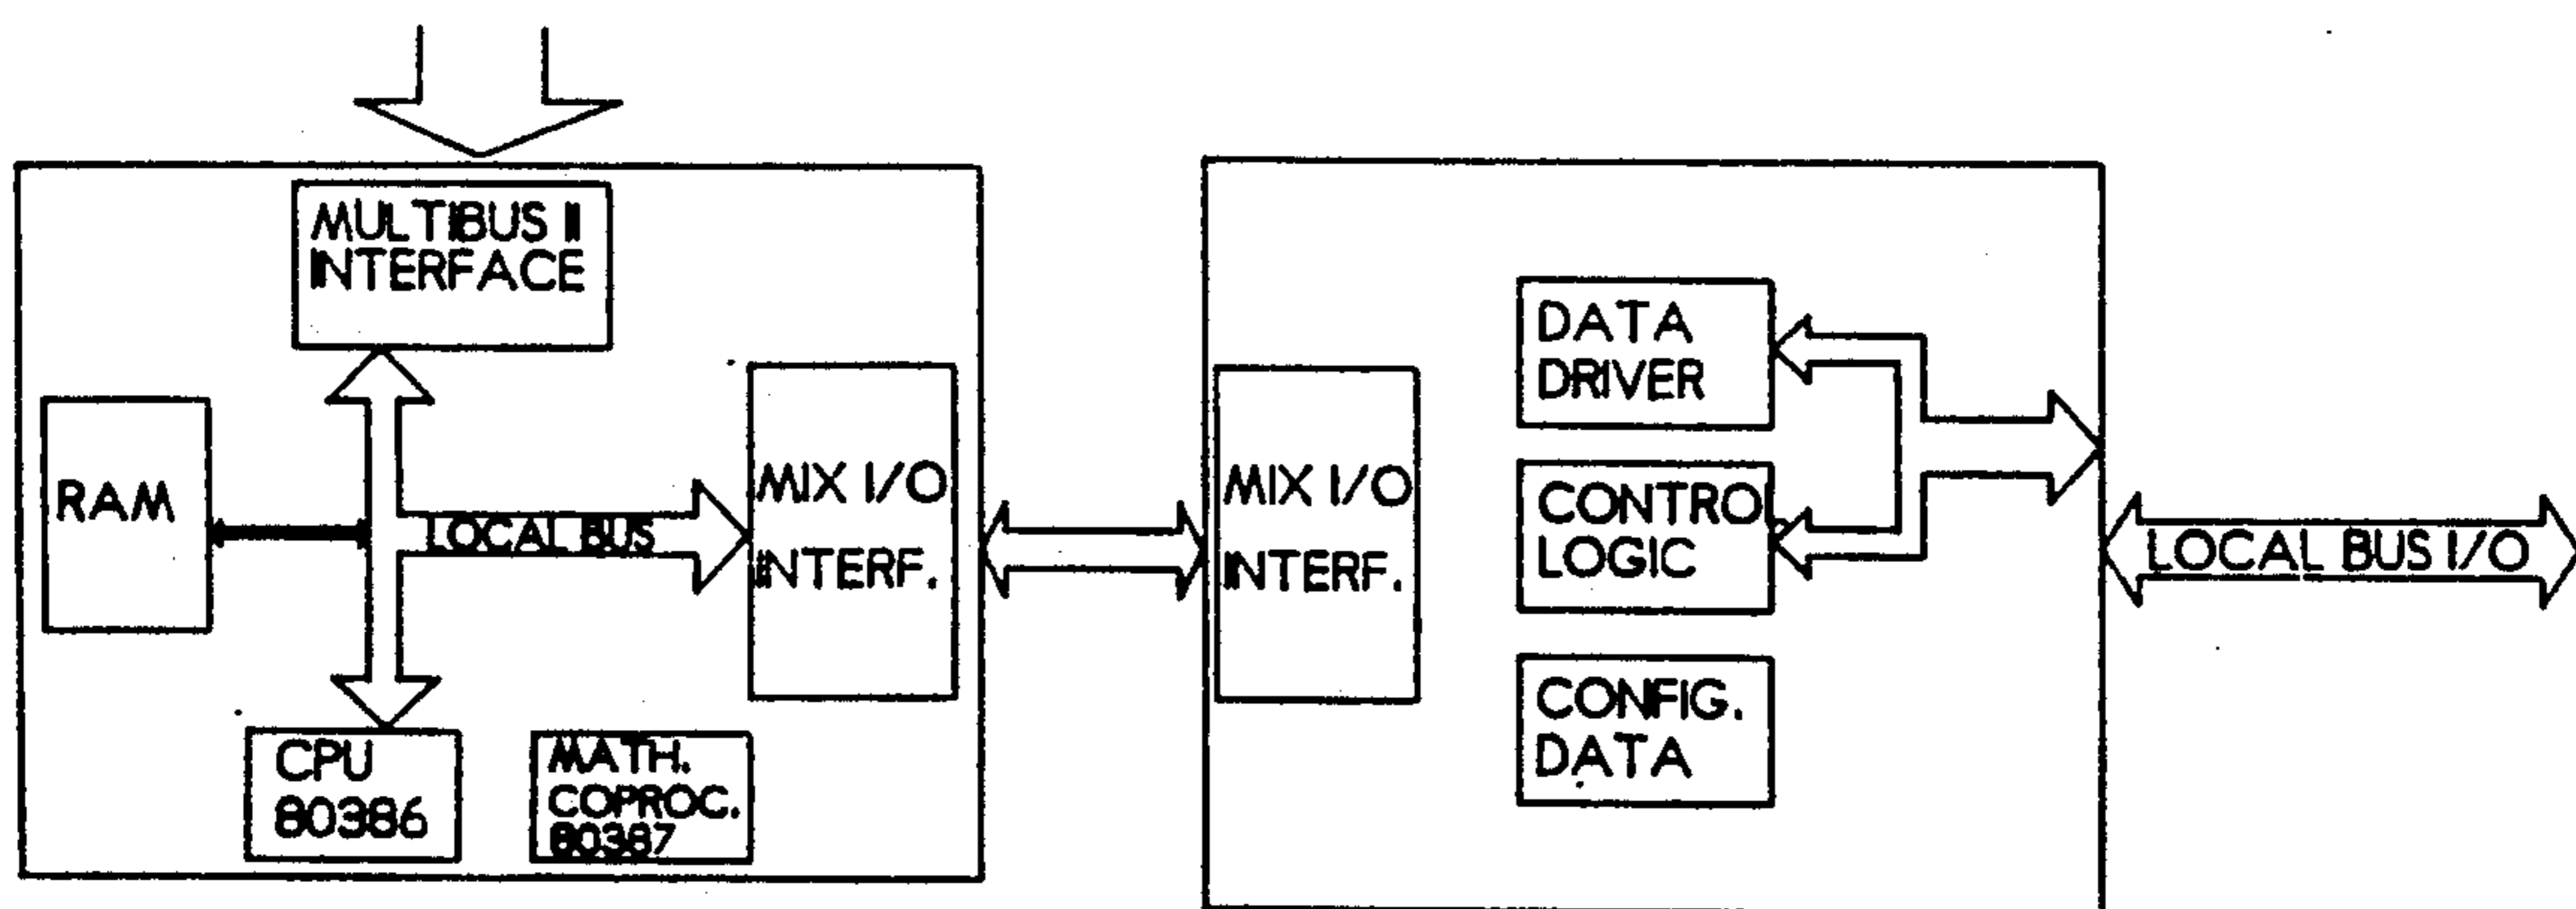 MULTIBUS II
INTERFACE
RAM
LOCAL BUS
MIX I/O
INTERF.
CPU
80386
MATH.
COPROC.
80387
MIX I/O
INTERF.
DATA
DRIVER
CONTROL
LOGIC
CONFIG.
DATA
LOCAL BUS I/O